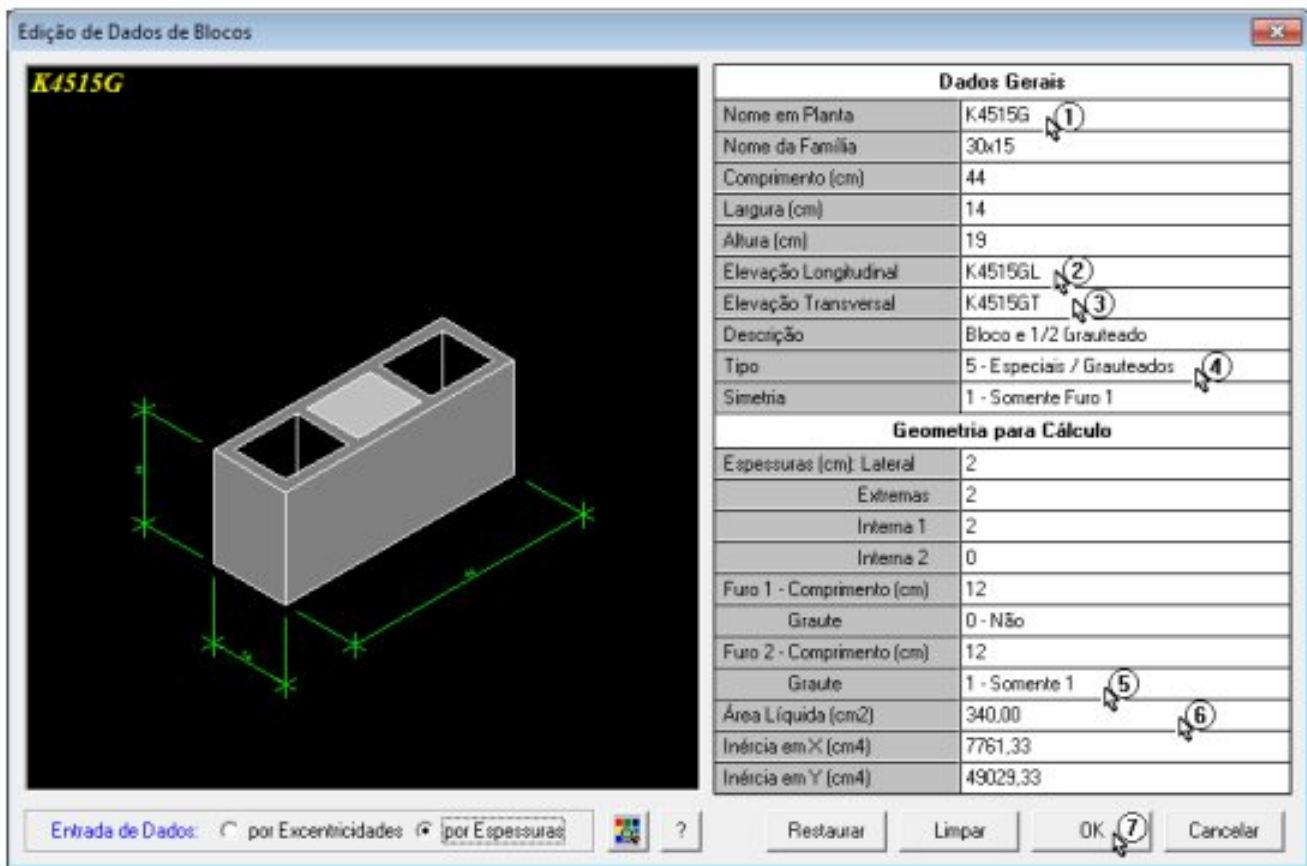 Edição de Dados de Blocos
K4515G
Dados Gerais
Nome em Planta K4515G 1
Nome da Família 30x15
Comprimento (cm) 44
Largura (cm) 14
Altura (cm) 19
Elevação Longitudinal K4515GL 2
Elevação Transversal K4515GT 3
Descrição Bloco e 1/2 Grauteado
Tipo 5 - Especiais / Grauteados 4
Simetria 1 - Somente Furo 1
Geometria para Cálculo
Espessuras (cm): Lateral 2
Extremas 2
Interna 1 2
Interna 2 0
Furo 1 - Comprimento (cm) 12
Graute 0 - Não
Furo 2 - Comprimento (cm) 12
Graute 1 - Somente 1 5
Área Líquida (cm2) 340,00 6
Inércia em X (cm4) 7761,33
Inércia em Y (cm4) 49029,33
Entrada de Dados: por Excentricidades por Espessuras ? Restaurar Limpar OK 7 Cancelar